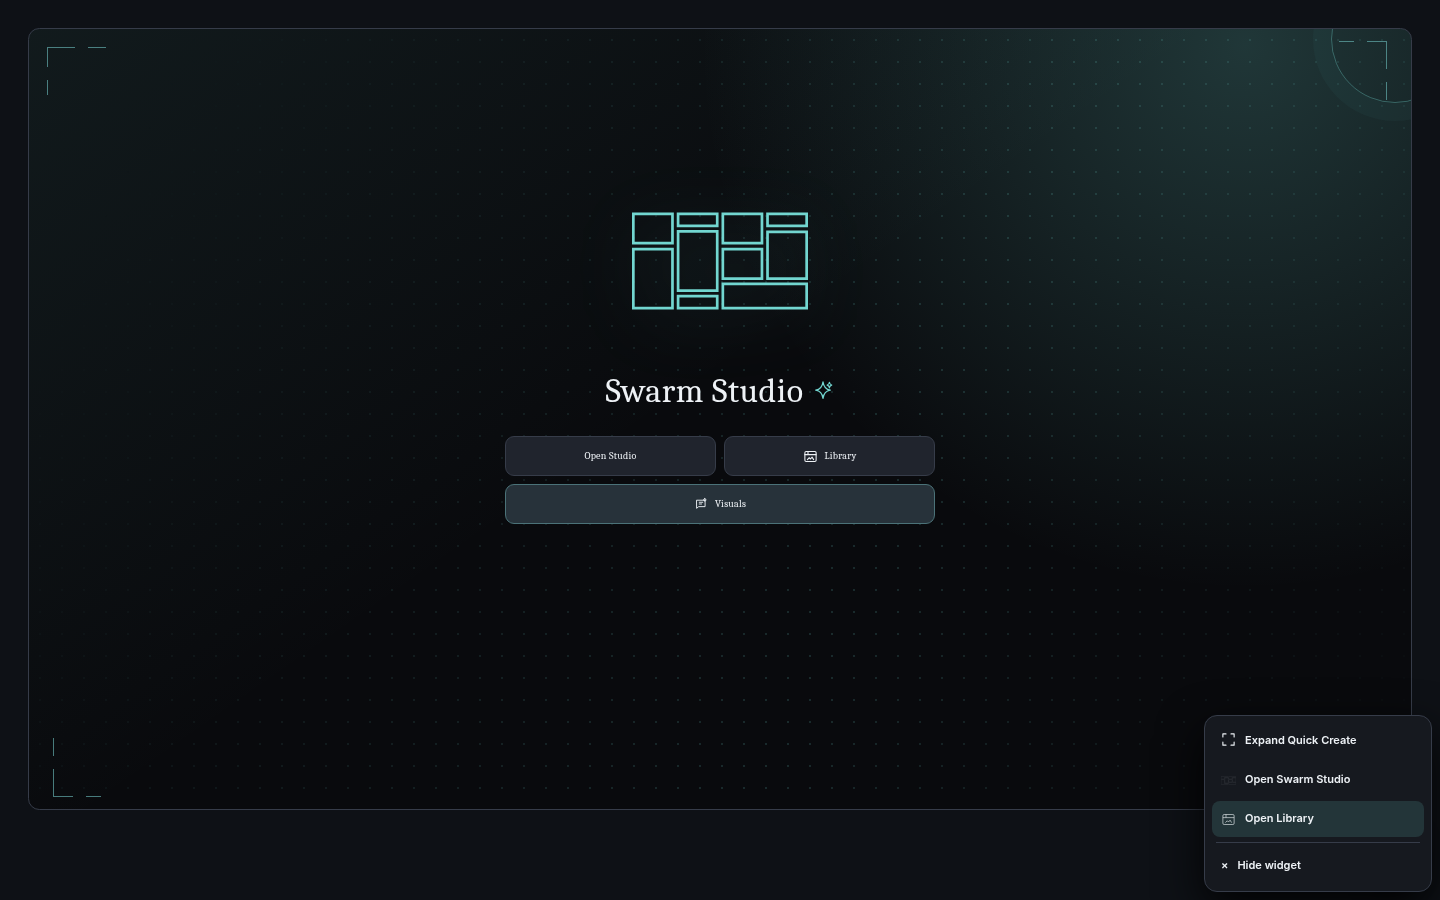 Swarm Studio
Open Studio
Library
Visuals
Expand Quick Create
Open Swarm Studio
Open Library
Hide widget